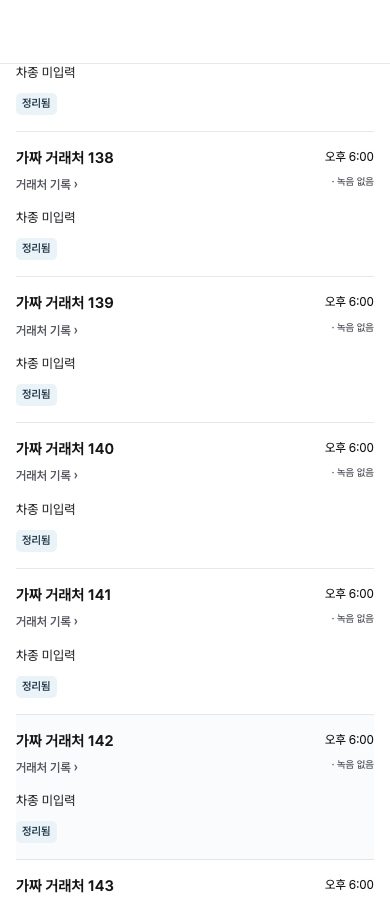 차종 미입력
정리됨
가짜 거래처 138
오후 6:00
거래처 기록 ›
· 녹음 없음
차종 미입력
정리됨
가짜 거래처 139
오후 6:00
거래처 기록 ›
· 녹음 없음
차종 미입력
정리됨
가짜 거래처 140
오후 6:00
거래처 기록 ›
· 녹음 없음
차종 미입력
정리됨
가짜 거래처 141
오후 6:00
거래처 기록 ›
· 녹음 없음
차종 미입력
정리됨
가짜 거래처 142
오후 6:00
거래처 기록 ›
· 녹음 없음
차종 미입력
정리됨
가짜 거래처 143
오후 6:00